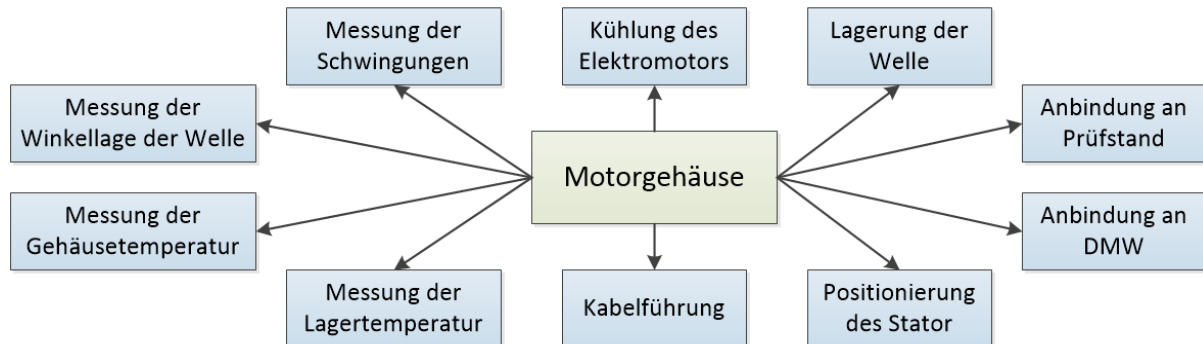 Messung der
Schwingungen
Kühlung des
Elektromotors
Lagerung der
Welle
Messung der
Winkellage der Welle
Anbindung an
Prüfstand
Motorgehäuse
Messung der
Gehäusetemperatur
Anbindung an
DMW
Messung der
Lagertemperatur
Kabelführung
Positionierung
des Stator